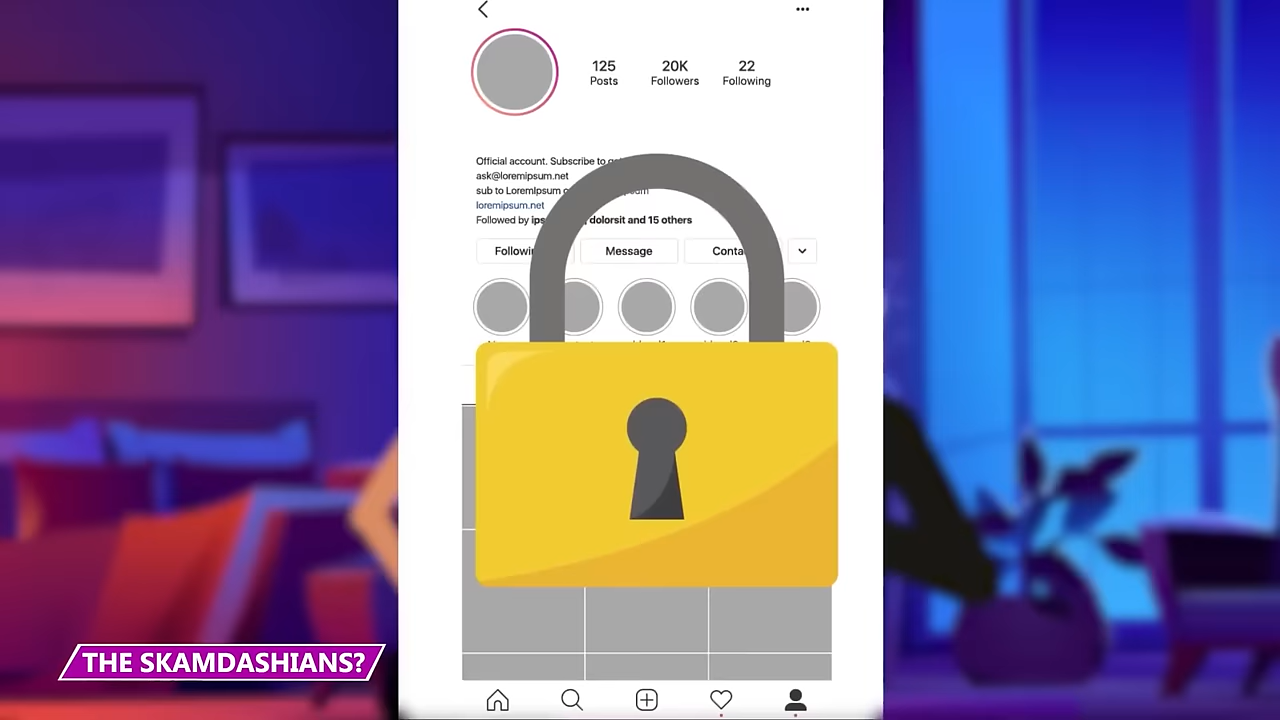 125 20K 22
Posts Followers Following
Official account. Subscribe to
ask@loremipsum.net
sub to LoremIpsum
loremipsum.net
Followed by dolorsit and 15 others
Message
THE SKAMDASHIANS?